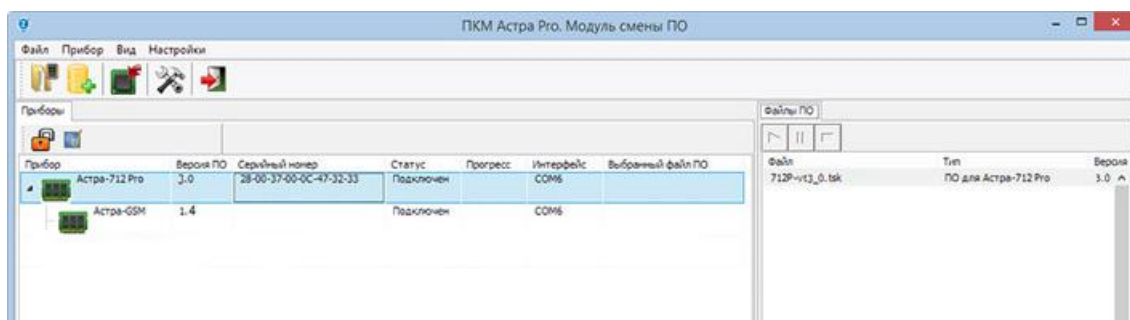 ПКМ Астра Pro. Модуль смены ПО
Файл Прибор Вид Настройки
Приборы
Файлы ПО
Прибор Версия ПО Серийный номер Статус Прогресс Интерфейс Выбранный файл ПО
Файл Тип Версия
Астра-712 Pro 3.0 28-00-37-00-0C-47-32-33 Подключен COM6
712P-vt3_0.tsk ПО для Астра-712 Pro 3.0
Астра-GSM 1.4 Подключен COM6